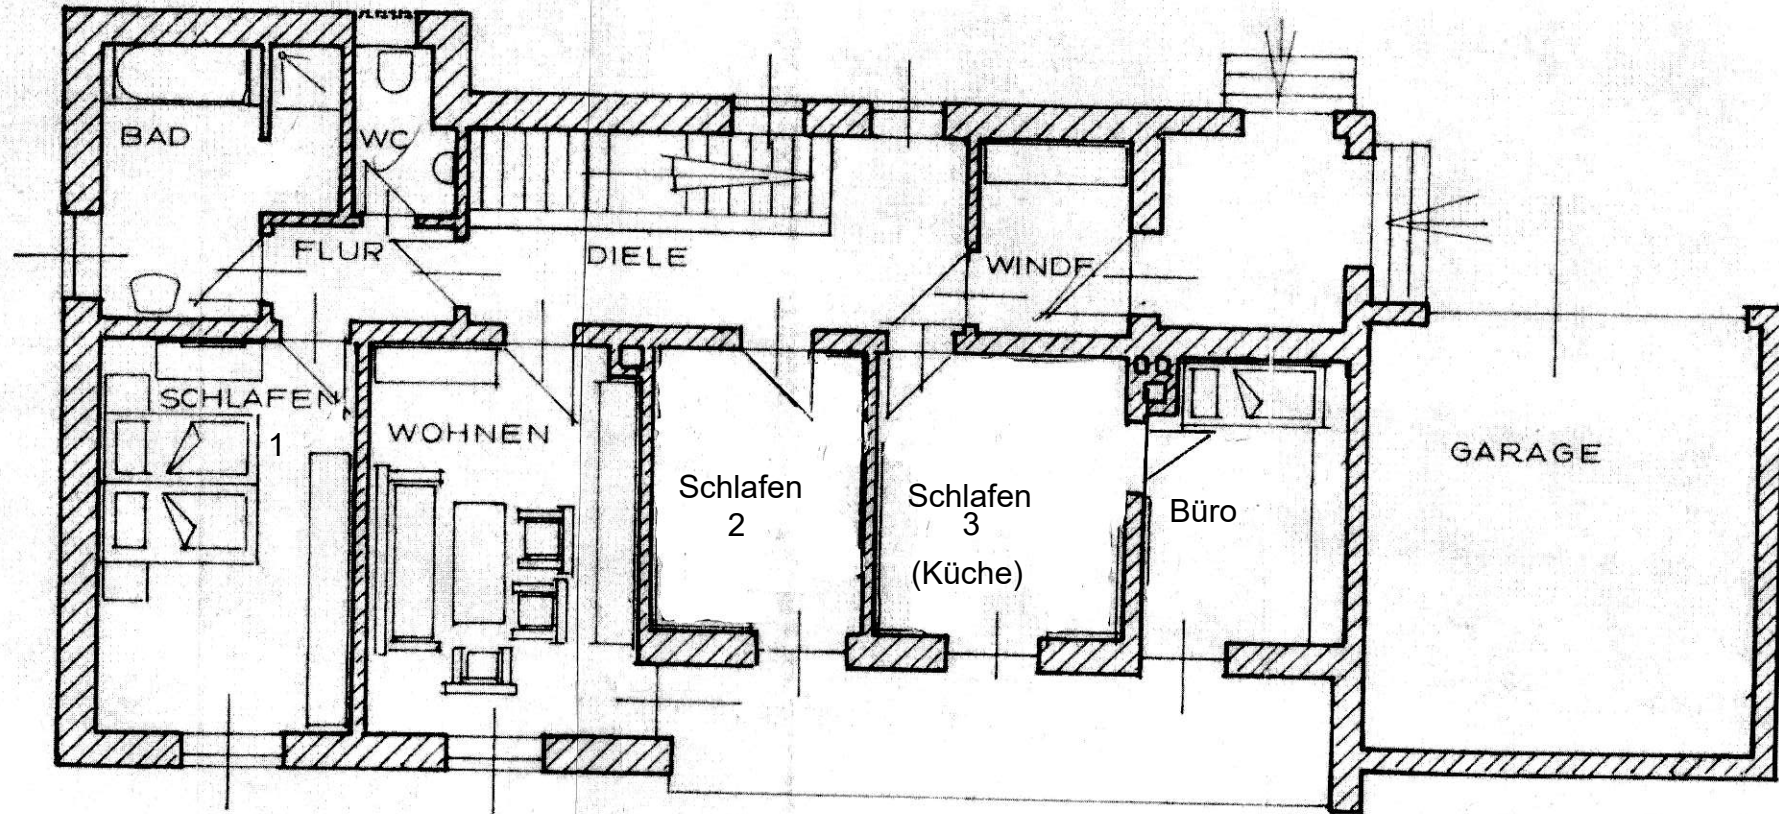 BAD
WC
FLUR
DIELE
WINDF.
SCHLAFEN
1
WOHNEN
Schlafen
2
Schlafen
3
(Küche)
Büro
GARAGE